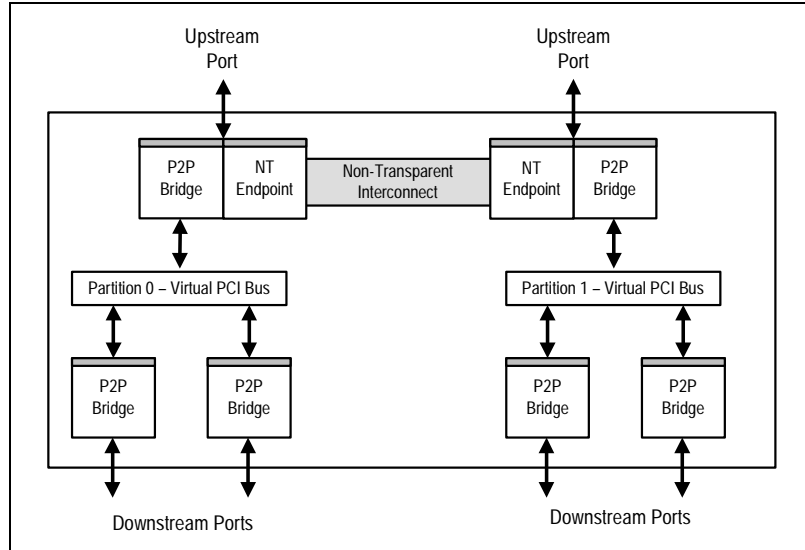 Upstream
Port
Upstream
Port
P2P
Bridge
NT
Endpoint
Non-Transparent
Interconnect
NT
Endpoint
P2P
Bridge
Partition 0 – Virtual PCI Bus
Partition 1 – Virtual PCI Bus
P2P
Bridge
P2P
Bridge
P2P
Bridge
P2P
Bridge
Downstream Ports
Downstream Ports